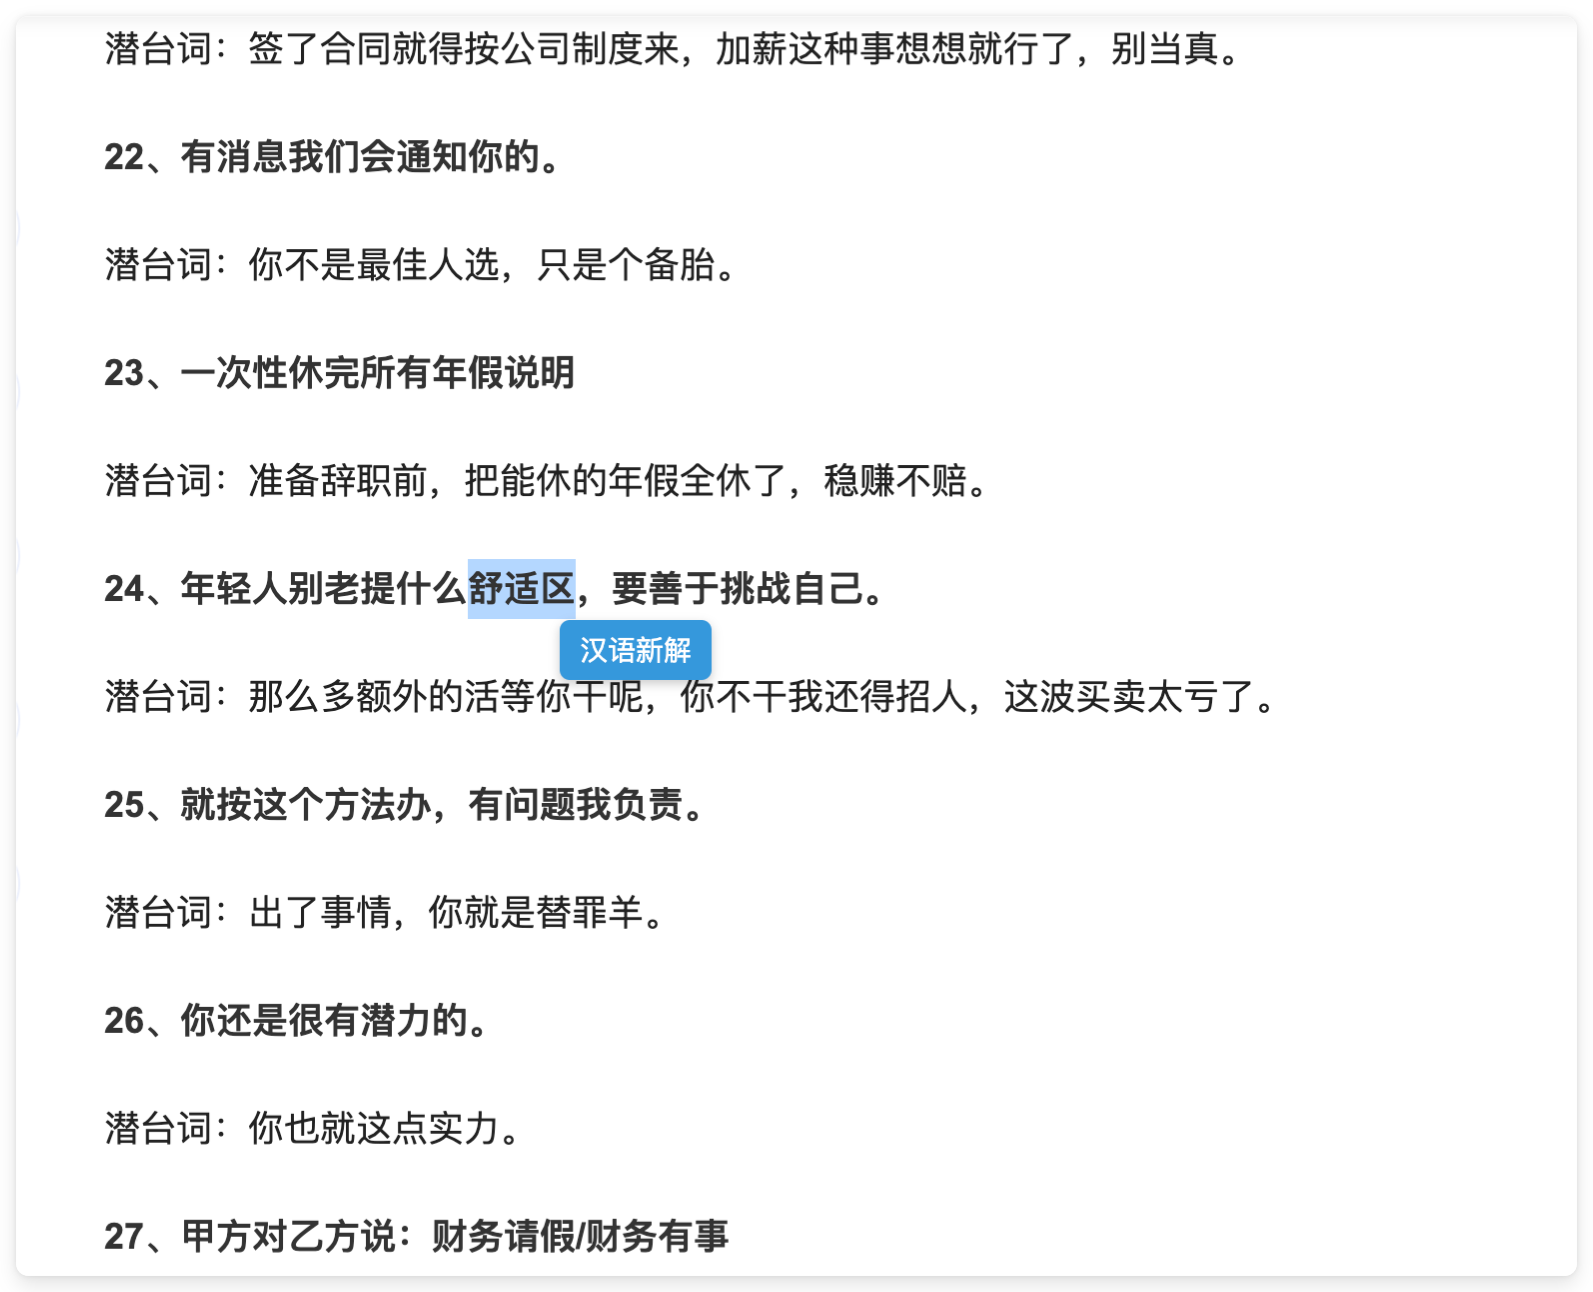 潜台词：签了合同就得按公司制度来，加薪这种事想想就行了，别当真。
22、有消息我们会通知你的。
潜台词：你不是最佳人选，只是个备胎。
23、一次性休完所有年假说明
潜台词：准备辞职前，把能休的年假全休了，稳赚不赔。
24、年轻人别老提什么舒适区，要善于挑战自己。
汉语新解
潜台词：那么多额外的活等你干呢，你不干我还得招人，这波买卖太亏了。
25、就按这个方法办，有问题我负责。
潜台词：出了事情，你就是替罪羊。
26、你还是很有潜力的。
潜台词：你也就这点实力。
27、甲方对乙方说：财务请假/财务有事